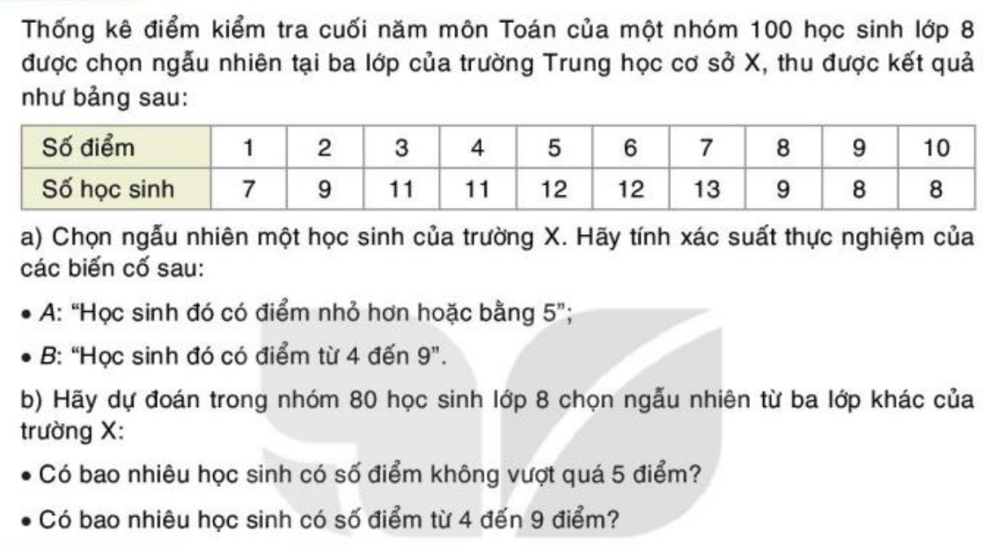 Thống kê điểm kiểm tra cuối năm môn Toán của một nhóm 100 học sinh lớp 8
được chọn ngẫu nhiên tại ba lớp của trường Trung học cơ sở X, thu được kết quả
như bảng sau:
Số điểm 1 2 3 4 5 6 7 8 9 10
Số học sinh 7 9 11 11 12 12 13 9 8 8
a) Chọn ngẫu nhiên một học sinh của trường X. Hãy tính xác suất thực nghiệm của
các biến cố sau:
• A: “Học sinh đó có điểm nhỏ hơn hoặc bằng 5”;
• B: “Học sinh đó có điểm từ 4 đến 9”.
b) Hãy dự đoán trong nhóm 80 học sinh lớp 8 chọn ngẫu nhiên từ ba lớp khác của
trường X:
• Có bao nhiêu học sinh có số điểm không vượt quá 5 điểm?
• Có bao nhiêu học sinh có số điểm từ 4 đến 9 điểm?